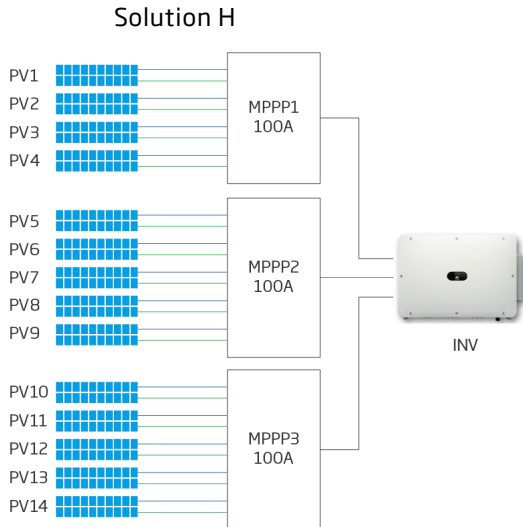 Solution H
PV1
PV2
PV3
PV4
MPPP1
100A
PV5
PV6
PV7
PV8
PV9
MPPP2
100A
INV
PV10
PV11
PV12
PV13
PV14
MPPP3
100A